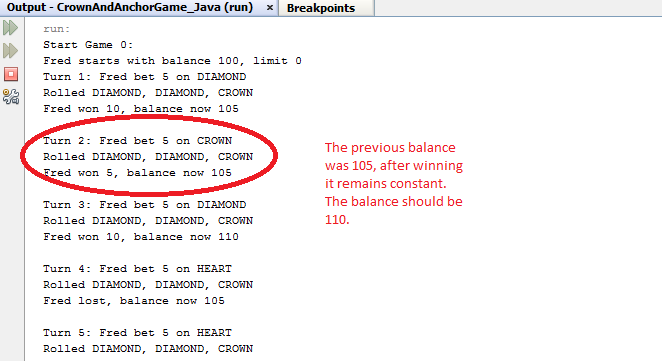 Output - CrownAndAnchorGame_Java (run) × Breakpoints
run:
Start Game 0:
Fred starts with balance 100, limit 0
Turn 1: Fred bet 5 on DIAMOND
Rolled DIAMOND, DIAMOND, CROWN
Fred won 10, balance now 105
Turn 2: Fred bet 5 on CROWN
Rolled DIAMOND, DIAMOND, CROWN
Fred won 5, balance now 105
The previous balance
was 105, after winning
it remains constant.
The balance should be
110.
Turn 3: Fred bet 5 on DIAMOND
Rolled DIAMOND, DIAMOND, CROWN
Fred won 10, balance now 110
Turn 4: Fred bet 5 on HEART
Rolled DIAMOND, DIAMOND, CROWN
Fred lost, balance now 105
Turn 5: Fred bet 5 on HEART
Rolled DIAMOND, DIAMOND, CROWN